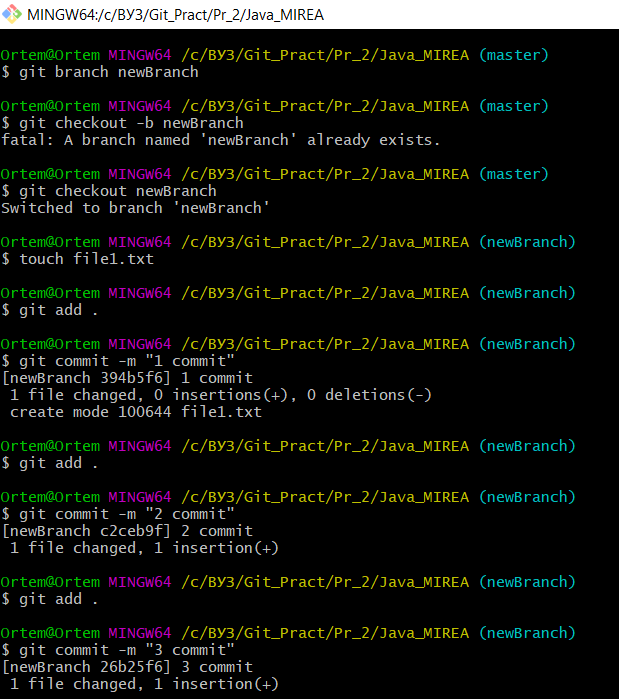 MINGW64:/c/ВУЗ/Git_Pract/Pr_2/Java_MIREA
Ortem@Ortem MINGW64 /c/ВУЗ/Git_Pract/Pr_2/Java_MIREA (master)
$ git branch newBranch
Ortem@Ortem MINGW64 /c/ВУЗ/Git_Pract/Pr_2/Java_MIREA (master)
$ git checkout -b newBranch
fatal: A branch named 'newBranch' already exists.
Ortem@Ortem MINGW64 /c/ВУЗ/Git_Pract/Pr_2/Java_MIREA (master)
$ git checkout newBranch
Switched to branch 'newBranch'
Ortem@Ortem MINGW64 /c/ВУЗ/Git_Pract/Pr_2/Java_MIREA (newBranch)
$ touch file1.txt
Ortem@Ortem MINGW64 /c/ВУЗ/Git_Pract/Pr_2/Java_MIREA (newBranch)
$ git add .
Ortem@Ortem MINGW64 /c/ВУЗ/Git_Pract/Pr_2/Java_MIREA (newBranch)
$ git commit -m "1 commit"
[newBranch 394b5f6] 1 commit
 1 file changed, 0 insertions(+), 0 deletions(-)
 create mode 100644 file1.txt
Ortem@Ortem MINGW64 /c/ВУЗ/Git_Pract/Pr_2/Java_MIREA (newBranch)
$ git add .
Ortem@Ortem MINGW64 /c/ВУЗ/Git_Pract/Pr_2/Java_MIREA (newBranch)
$ git commit -m "2 commit"
[newBranch c2ceb9f] 2 commit
 1 file changed, 1 insertion(+)
Ortem@Ortem MINGW64 /c/ВУЗ/Git_Pract/Pr_2/Java_MIREA (newBranch)
$ git add .
Ortem@Ortem MINGW64 /c/ВУЗ/Git_Pract/Pr_2/Java_MIREA (newBranch)
$ git commit -m "3 commit"
[newBranch 26b25f6] 3 commit
 1 file changed, 1 insertion(+)